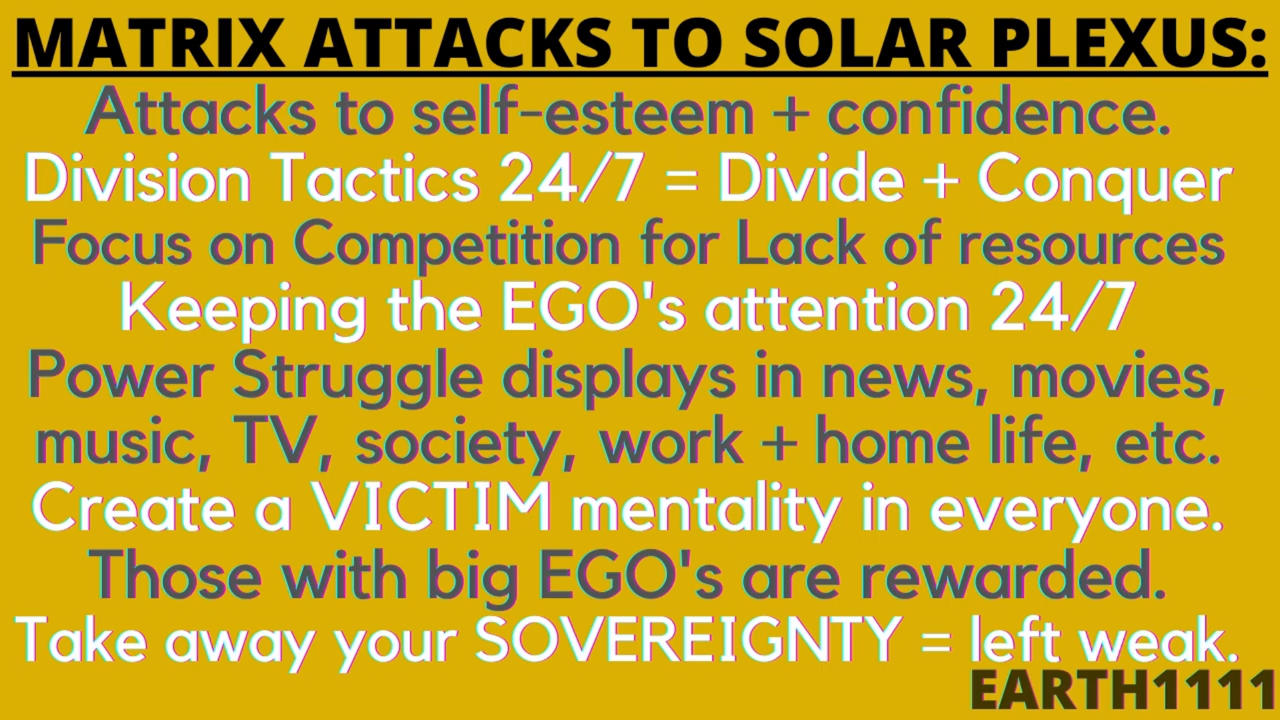 MATRIX ATTACKS TO SOLAR PLEXUS:
Attacks to self-esteem + confidence.
Division Tactics 24/7 = Divide + Conquer
Focus on Competition for Lack of resources
Keeping the EGO's attention 24/7
Power Struggle displays in news, movies,
music, TV, society, work + home life, etc.
Create a VICTIM mentality in everyone.
Those with big EGO's are rewarded.
Take away your SOVEREIGNTY = left weak.
EARTH1111